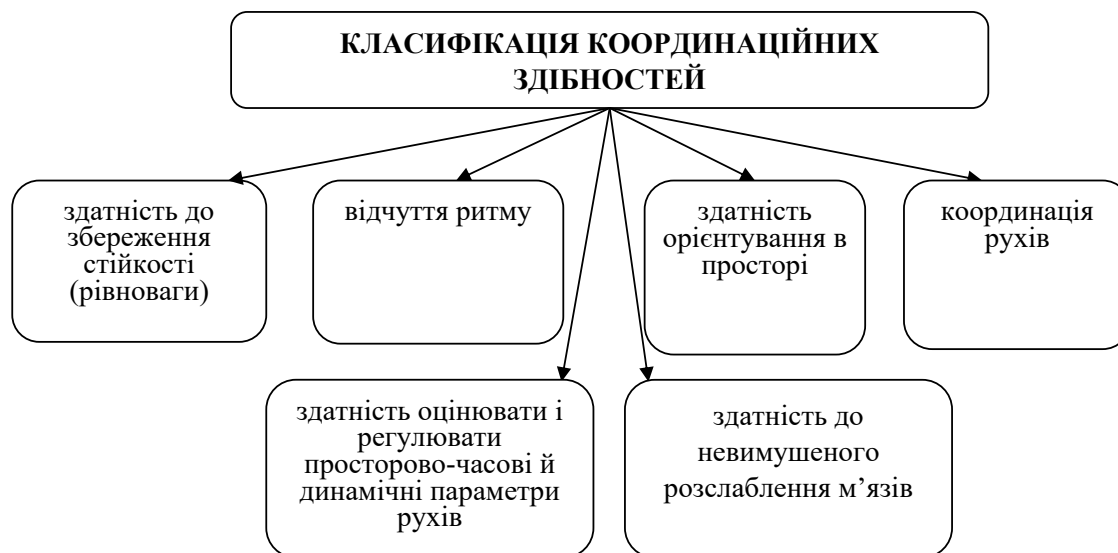 КЛАСИФІКАЦІЯ КООРДИНАЦІЙНИХ
ЗДІБНОСТЕЙ
здатність до
збереження
стійкості
(рівноваги)
відчуття ритму
здатність
орієнтування в
просторі
координація
рухів
здатність оцінювати і
регулювати
просторово-часові й
динамічні параметри
рухів
здатність до
невимушеного
розслаблення м’язів